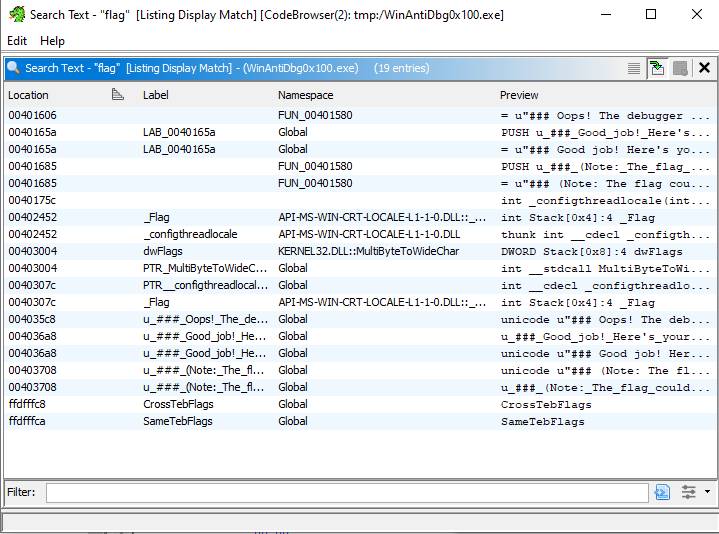 Search Text - "flag" [Listing Display Match] [CodeBrowser(2): tmp:/WinAntiDbg0x100.exe]
Edit Help
Search Text - "flag" [Listing Display Match] - (WinAntiDbg0x100.exe) (19 entries)
Location Label Namespace Preview
00401606 FUN_00401580 = u"### Oops! The debugger ...
0040165a LAB_0040165a Global PUSH u_###_Good_job!_Here's...
0040165a LAB_0040165a Global = u"### Good job! Here's yo...
00401685 FUN_00401580 PUSH u_###_(Note:_The_flag_...
00401685 FUN_00401580 = u"### (Note: The flag cou...
0040175c int _configthreadlocale(int...
00402452 _Flag API-MS-WIN-CRT-LOCALE-L1-1-0.DLL::_... int Stack[0x4]:4 _Flag
00402452 _configthreadlocale API-MS-WIN-CRT-LOCALE-L1-1-0.DLL thunk int __cdecl _configth...
00403004 dwFlags KERNEL32.DLL::MultiByteToWideChar DWORD Stack[0x8]:4 dwFlags
00403004 PTR_MultiByteToWideC... Global int __stdcall MultiByteToWi...
0040307c PTR__configthreadlocal... Global int __cdecl _configthreadlo...
0040307c _Flag API-MS-WIN-CRT-LOCALE-L1-1-0.DLL::_... int Stack[0x4]:4 _Flag
004035c8 u_###_Oops!_The_de... Global unicode u"### Oops! The deb...
004036a8 u_###_Good_job!_He... Global u_###_Good_job!_Here's_your...
004036a8 u_###_Good_job!_He... Global unicode u"### Good job! Her...
00403708 u_###_(Note:_The_fl... Global unicode u"### (Note: The fl...
00403708 u_###_(Note:_The_fl... Global u_###_(Note:_The_flag_could...
ffdfffc8 CrossTebFlags Global CrossTebFlags
ffdfffca SameTebFlags Global SameTebFlags
Filter: